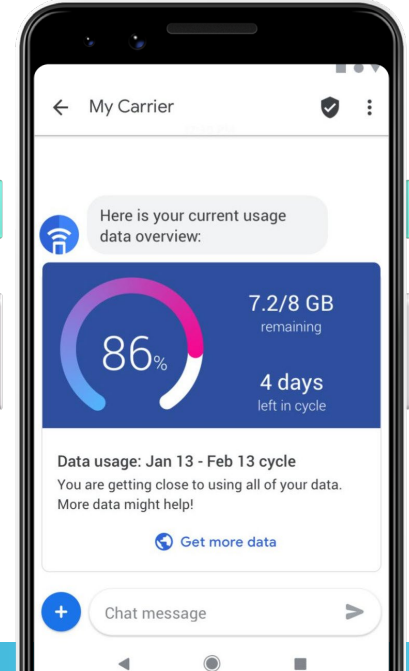 My Carrier
Here is your current usage
data overview:
86%
7.2/8 GB
remaining
4 days
left in cycle
Data usage: Jan 13 - Feb 13 cycle
You are getting close to using all of your data.
More data might help!
Get more data
Chat message